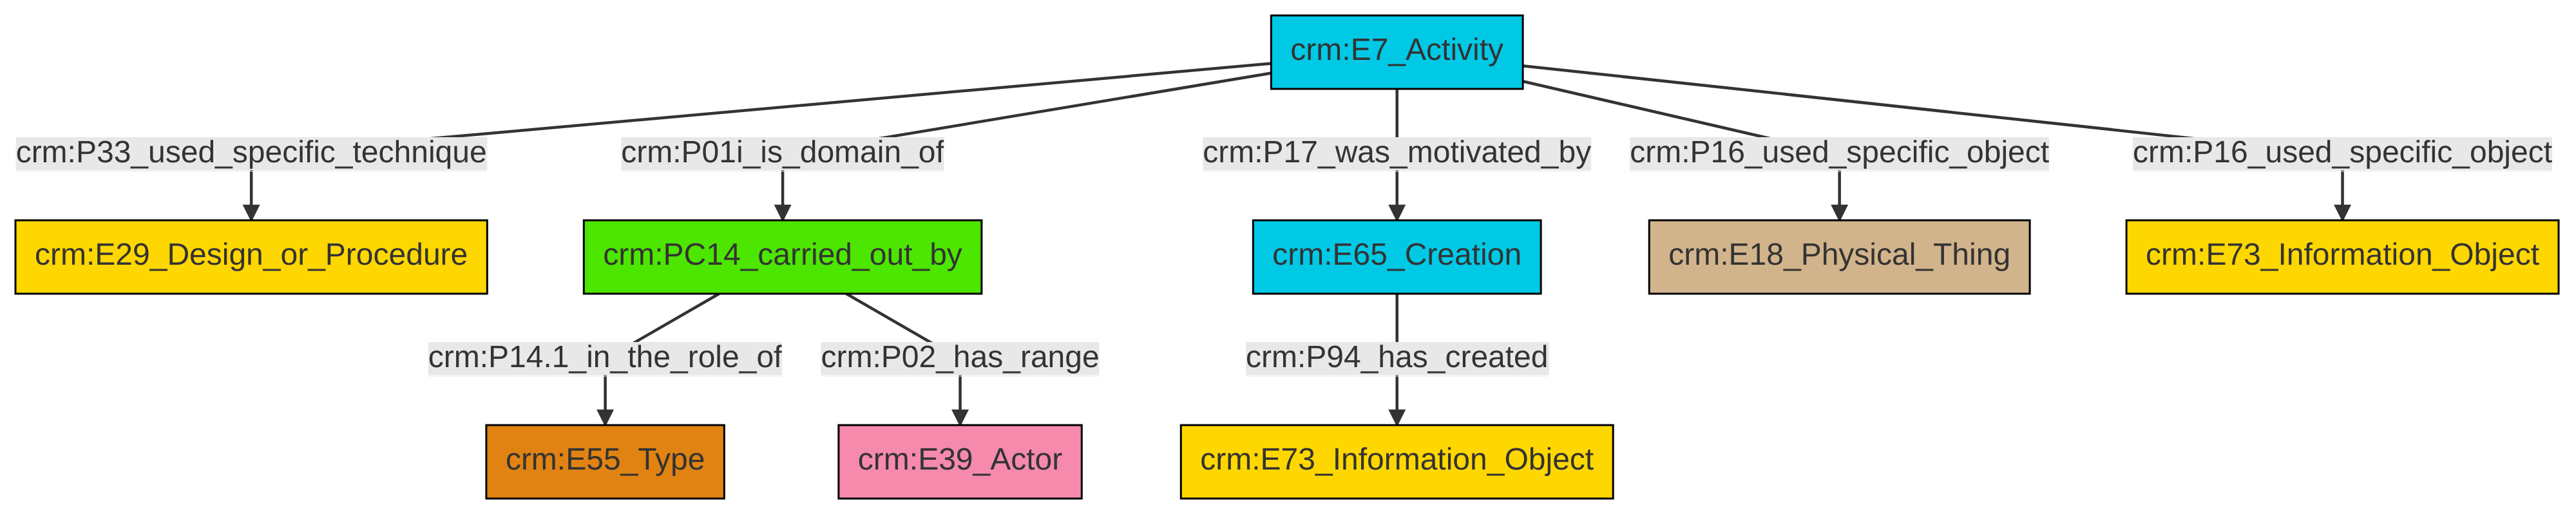 crm:E7_Activity
crm:P33_used_specific_technique
crm:P01i_is_domain_of
crm:P17_was_motivated_by
crm:P16_used_specific_object
crm:P16_used_specific_object
crm:E29_Design_or_Procedure
crm:PC14_carried_out_by
crm:E65_Creation
crm:E18_Physical_Thing
crm:E73_Information_Object
crm:P14.1_in_the_role_of
crm:P02_has_range
crm:P94_has_created
crm:E55_Type
crm:E39_Actor
crm:E73_Information_Object